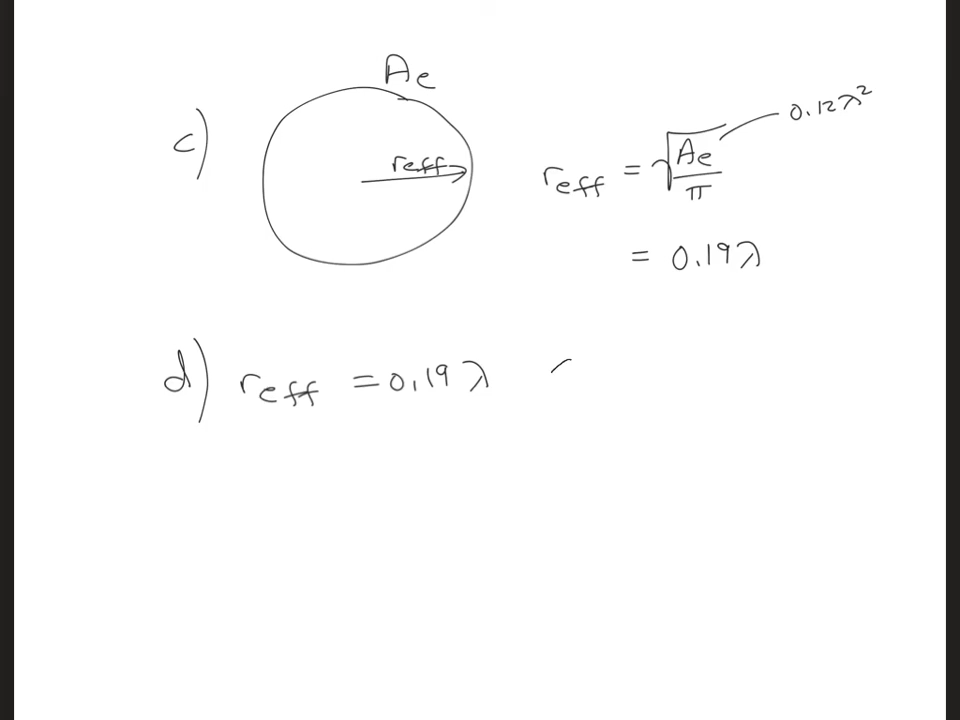 c) Ae
reff
reff = √(Ae/π) 0.12λ²
= 0.19λ
d) reff = 0.19λ